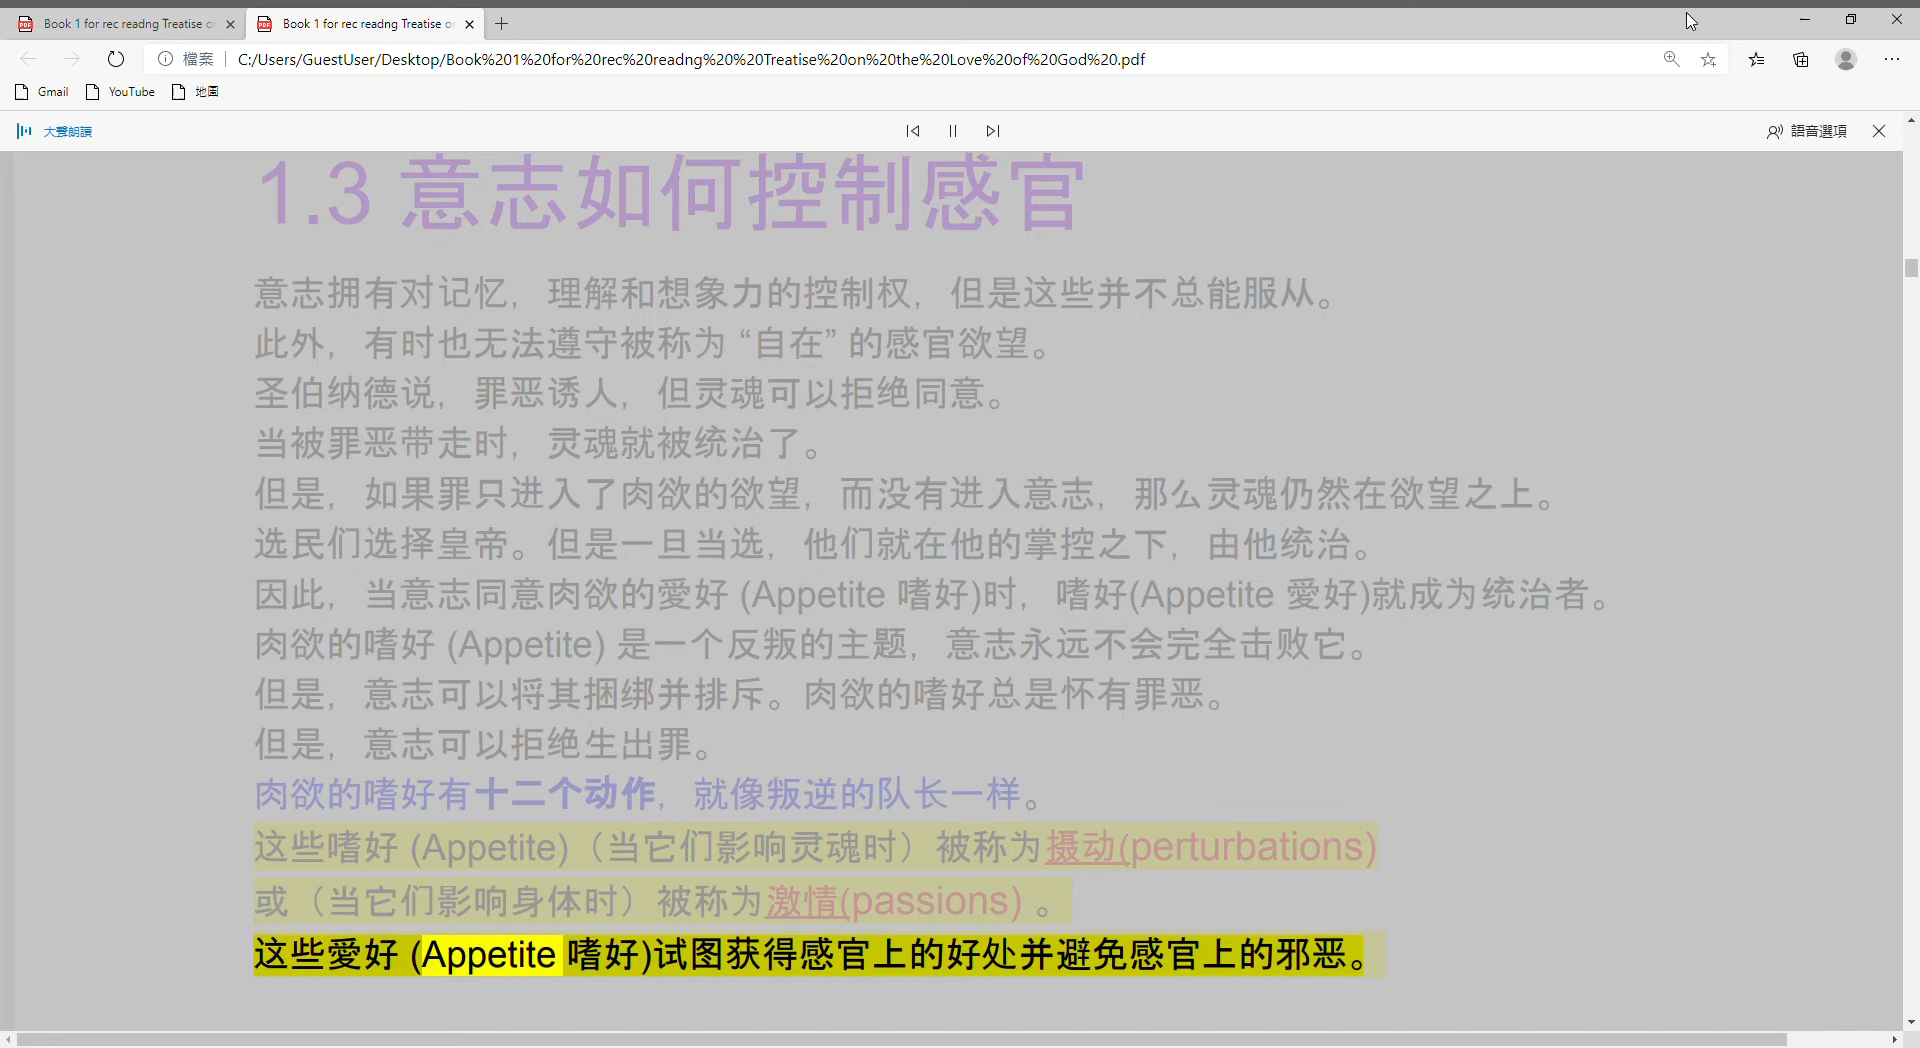 Book 1 for rec readng Treatise or
Book 1 for rec readng Treatise or
檔案
C:/Users/GuestUser/Desktop/Book%201%20for%20rec%20readng%20%20Treatise%20on%20the%20Love%20of%20God%20.pdf
Gmail
YouTube
地圖
大聲朗讀
語音選項
1.3 意志如何控制感官
意志拥有对记忆，理解和想象力的控制权，但是这些并不总能服从。
此外，有时也无法遵守被称为 “自在” 的感官欲望。
圣伯纳德说，罪恶诱人，但灵魂可以拒绝同意。
当被罪恶带走时，灵魂就被统治了。
但是，如果罪只进入了肉欲的欲望，而没有进入意志，那么灵魂仍然在欲望之上。
选民们选择皇帝。但是一旦当选，他们就在他的掌控之下，由他统治。
因此，当意志同意肉欲的愛好 (Appetite 嗜好)时，嗜好(Appetite 愛好)就成为统治者。
肉欲的嗜好 (Appetite) 是一个反叛的主题，意志永远不会完全击败它。
但是，意志可以将其捆绑并排斥。肉欲的嗜好总是怀有罪恶。
但是，意志可以拒绝生出罪。
肉欲的嗜好有十二个动作，就像叛逆的队长一样。
这些嗜好 (Appetite)（当它们影响灵魂时）被称为摄动(perturbations)
或（当它们影响身体时）被称为激情(passions) 。
这些愛好 (Appetite 嗜好)试图获得感官上的好处并避免感官上的邪恶。